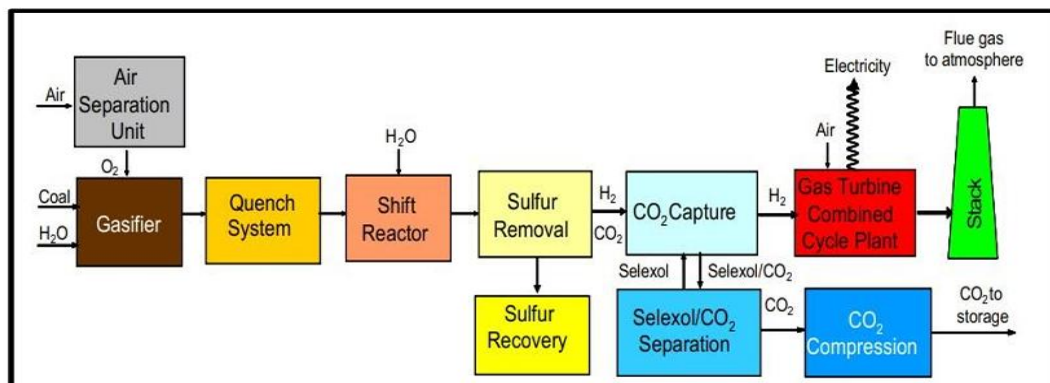 Flue gas
to atmosphere
Electricity
Air
Separation
Unit
Air
O₂
H₂O
Air
Coal
H₂O
Gasifier
Quench
System
Shift
Reactor
Sulfur
Removal
H₂
CO₂
CO₂ Capture
H₂
Gas Turbine
Combined
Cycle Plant
Stack
Selexol
Selexol/CO₂
Sulfur
Recovery
Selexol/CO₂
Separation
CO₂
CO₂
Compression
CO₂ to
storage